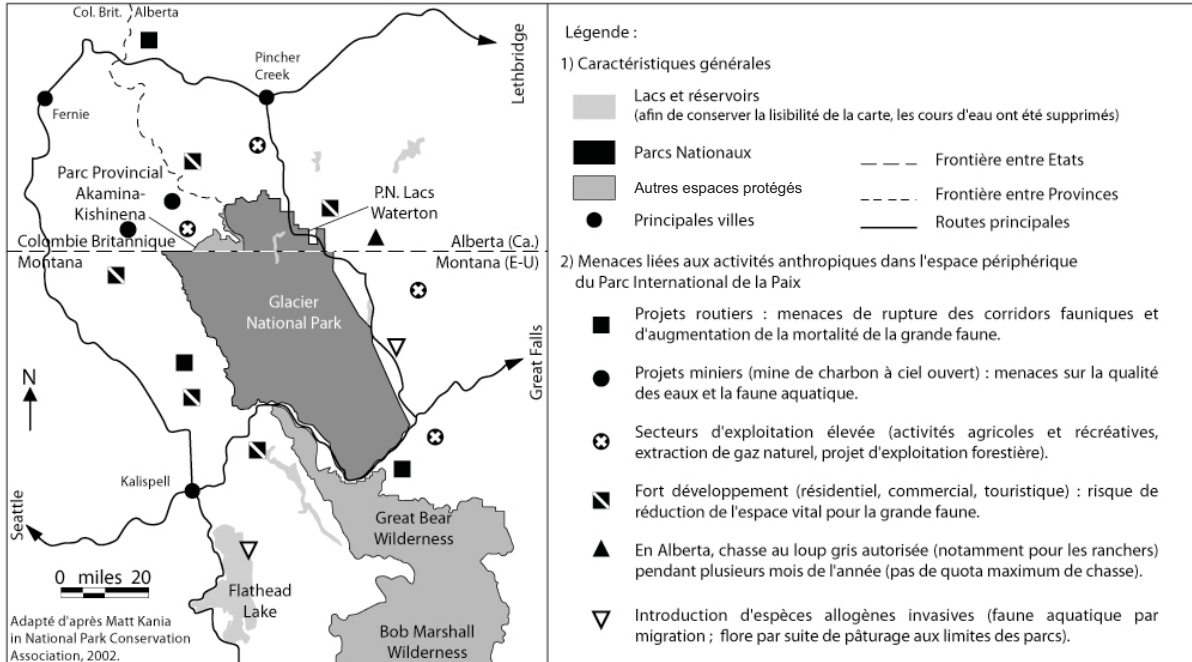 Col. Brit.
Alberta
Pincher
Creek
Lethbridge
Fernie
Parc Provincial
Akamina-
Kishinena
P.N. Lacs
Waterton
Colombie Britannique
Alberta (Ca.)
Montana
Montana (E-U)
Glacier
National Park
Great Falls
N
Kalispell
Seattle
Great Bear
Wilderness
0 miles 20
Flathead
Lake
Bob Marshall
Wilderness
Adapté d'après Matt Kania
in National Park Conservation
Association, 2002.
Légende :
1) Caractéristiques générales
Lacs et réservoirs
(afin de conserver la lisibilité de la carte, les cours d'eau ont été supprimés)
Parcs Nationaux
Frontière entre Etats
Autres espaces protégés
Frontière entre Provinces
Principales villes
Routes principales
2) Menaces liées aux activités anthropiques dans l'espace périphérique
du Parc International de la Paix
Projets routiers : menaces de rupture des corridors fauniques et
d'augmentation de la mortalité de la grande faune.
Projets miniers (mine de charbon à ciel ouvert) : menaces sur la qualité
des eaux et la faune aquatique.
Secteurs d'exploitation élevée (activités agricoles et récréatives,
extraction de gaz naturel, projet d'exploitation forestière).
Fort développement (résidentiel, commercial, touristique) : risque de
réduction de l'espace vital pour la grande faune.
En Alberta, chasse au loup gris autorisée (notamment pour les ranchers)
pendant plusieurs mois de l'année (pas de quota maximum de chasse).
Introduction d'espèces allogènes invasives (faune aquatique par
migration ; flore par suite de pâturage aux limites des parcs).